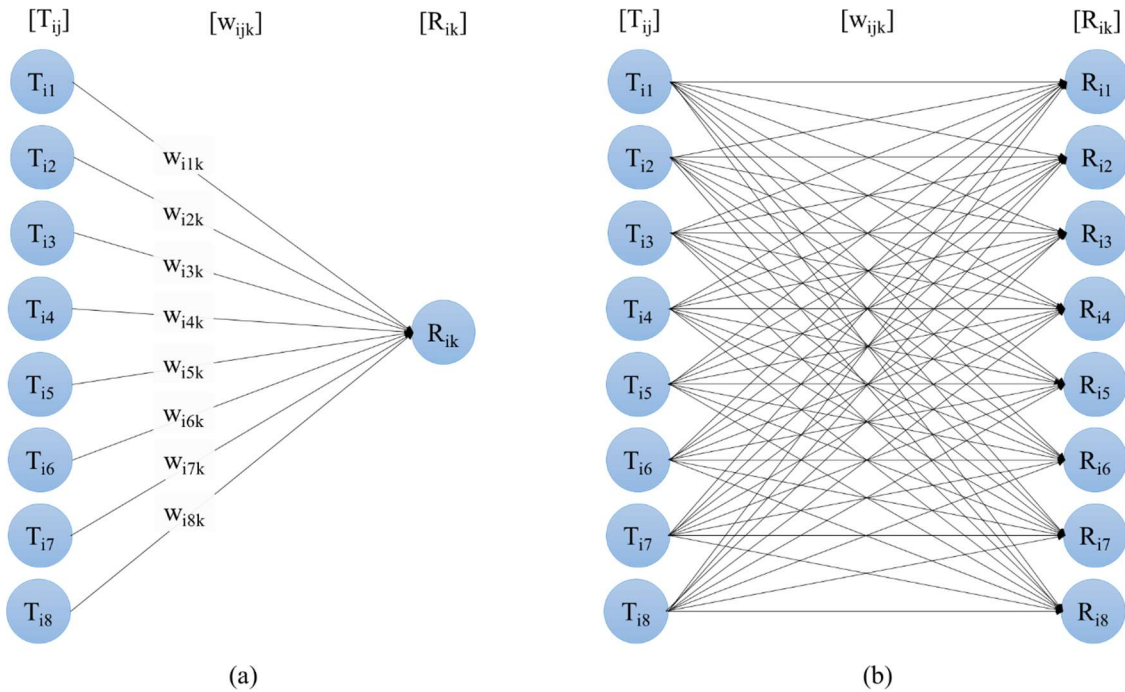 [T_ij] [w_ijk] [R_ik]
T_i1
w_i1k
T_i2
w_i2k
T_i3
w_i3k
T_i4
w_i4k
R_ik
T_i5
w_i5k
T_i6
w_i6k
T_i7
w_i7k
T_i8
w_i8k
(a)
[T_ij] [w_ijk] [R_ik]
T_i1 R_i1
T_i2 R_i2
T_i3 R_i3
T_i4 R_i4
T_i5 R_i5
T_i6 R_i6
T_i7 R_i7
T_i8 R_i8
(b)